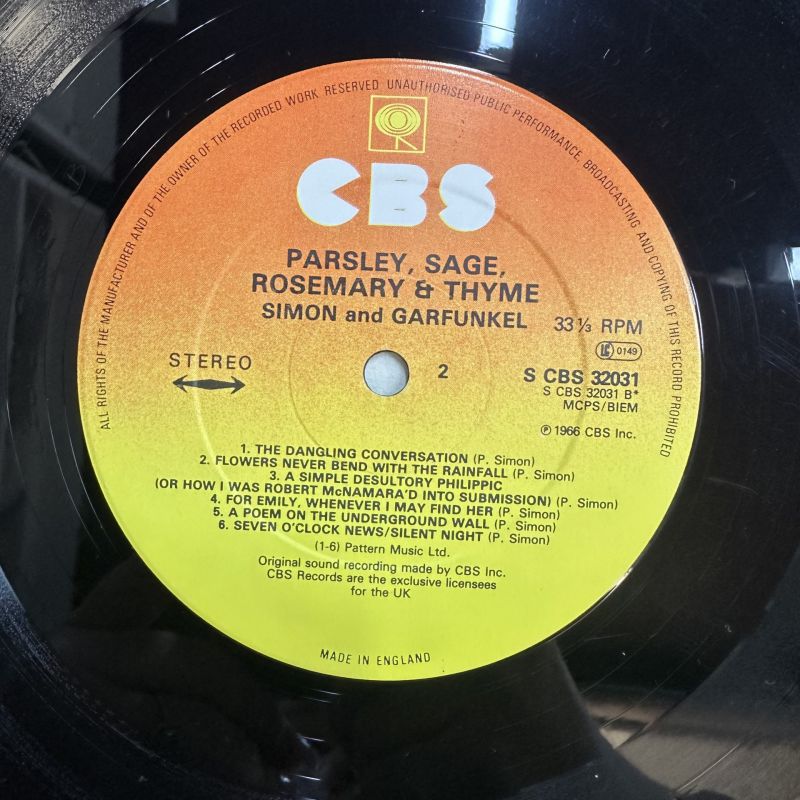 ALL RIGHTS OF THE MANUFACTURER AND OF THE OWNER OF THE RECORDED WORK RESERVED UNAUTHORISED PUBLIC PERFORMANCE, BROADCASTING AND COPYING OF THIS RECORD PROHIBITED
CBS
PARSLEY, SAGE,
ROSEMARY & THYME
SIMON and GARFUNKEL
33⅓ RPM
LC 0149
STEREO
2
S CBS 32031
S CBS 32031 B*
MCPS/BIEM
℗ 1966 CBS Inc.
1. THE DANGLING CONVERSATION (P. Simon)
2. FLOWERS NEVER BEND WITH THE RAINFALL (P. Simon)
3. A SIMPLE DESULTORY PHILIPPIC
(OR HOW I WAS ROBERT McNAMARA'D INTO SUBMISSION) (P. Simon)
4. FOR EMILY, WHENEVER I MAY FIND HER (P. Simon)
5. A POEM ON THE UNDERGROUND WALL (P. Simon)
6. SEVEN O'CLOCK NEWS/SILENT NIGHT (P. Simon)
(1-6) Pattern Music Ltd.
Original sound recording made by CBS Inc.
CBS Records are the exclusive licensees
for the UK
MADE IN ENGLAND